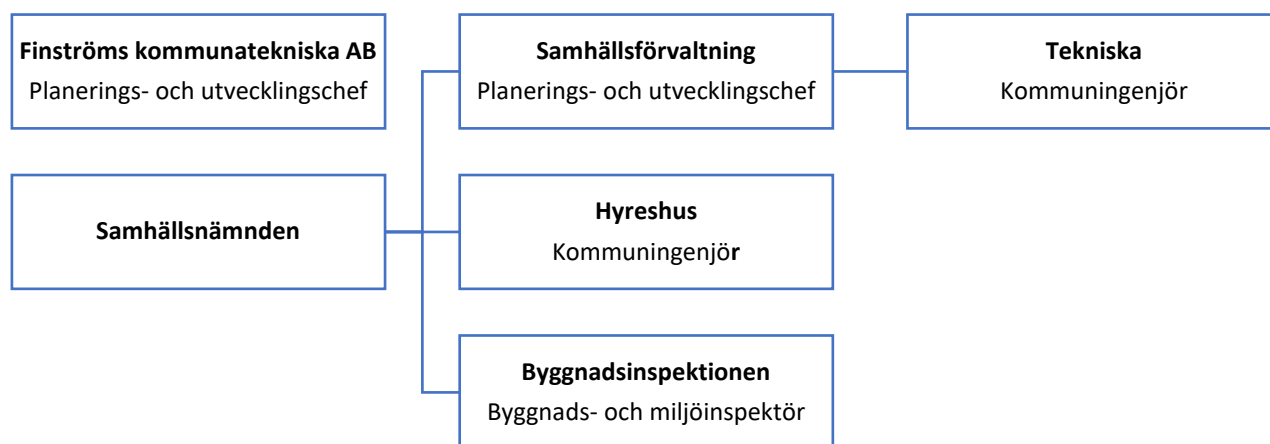 Finströms kommunatekniska AB
Planerings- och utvecklingschef
Samhällsförvaltning
Planerings- och utvecklingschef
Tekniska
Kommuningenjör
Samhällsnämnden
Hyreshus
Kommuningenjör
Byggnadsinspektionen
Byggnads- och miljöinspektör